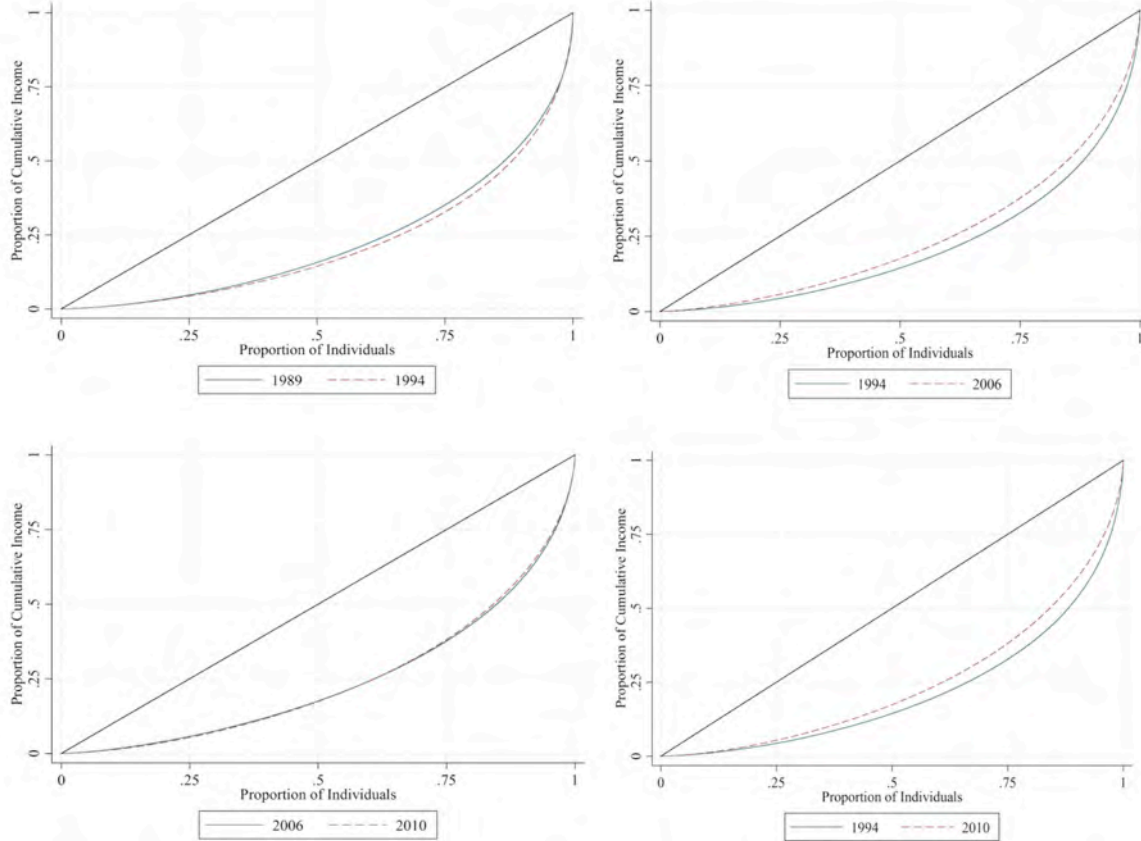 Proportion of Cumulative Income
1
.75
.5
.25
0
0 .25 .5 .75 1
Proportion of Individuals
1989 1994
Proportion of Cumulative Income
1
.75
.5
.25
0
0 .25 .5 .75 1
Proportion of Individuals
1994 2006
Proportion of Cumulative Income
1
.75
.5
.25
0
0 .25 .5 .75 1
Proportion of Individuals
2006 2010
Proportion of Cumulative Income
1
.75
.5
.25
0
0 .25 .5 .75 1
Proportion of Individuals
1994 2010